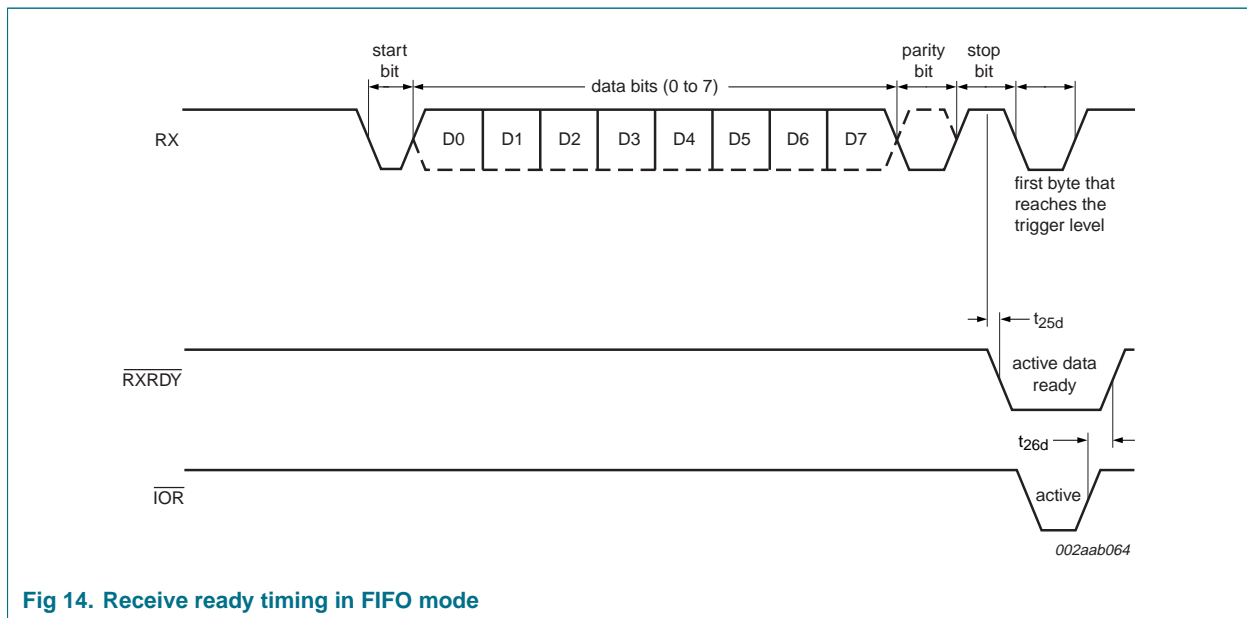 start
bit
data bits (0 to 7)
parity
bit
stop
bit
RX
D0
D1
D2
D3
D4
D5
D6
D7
first byte that
reaches the
trigger level
t25d
RXRDY
active data
ready
t26d
IOR
active
002aab064
Fig 14. Receive ready timing in FIFO mode